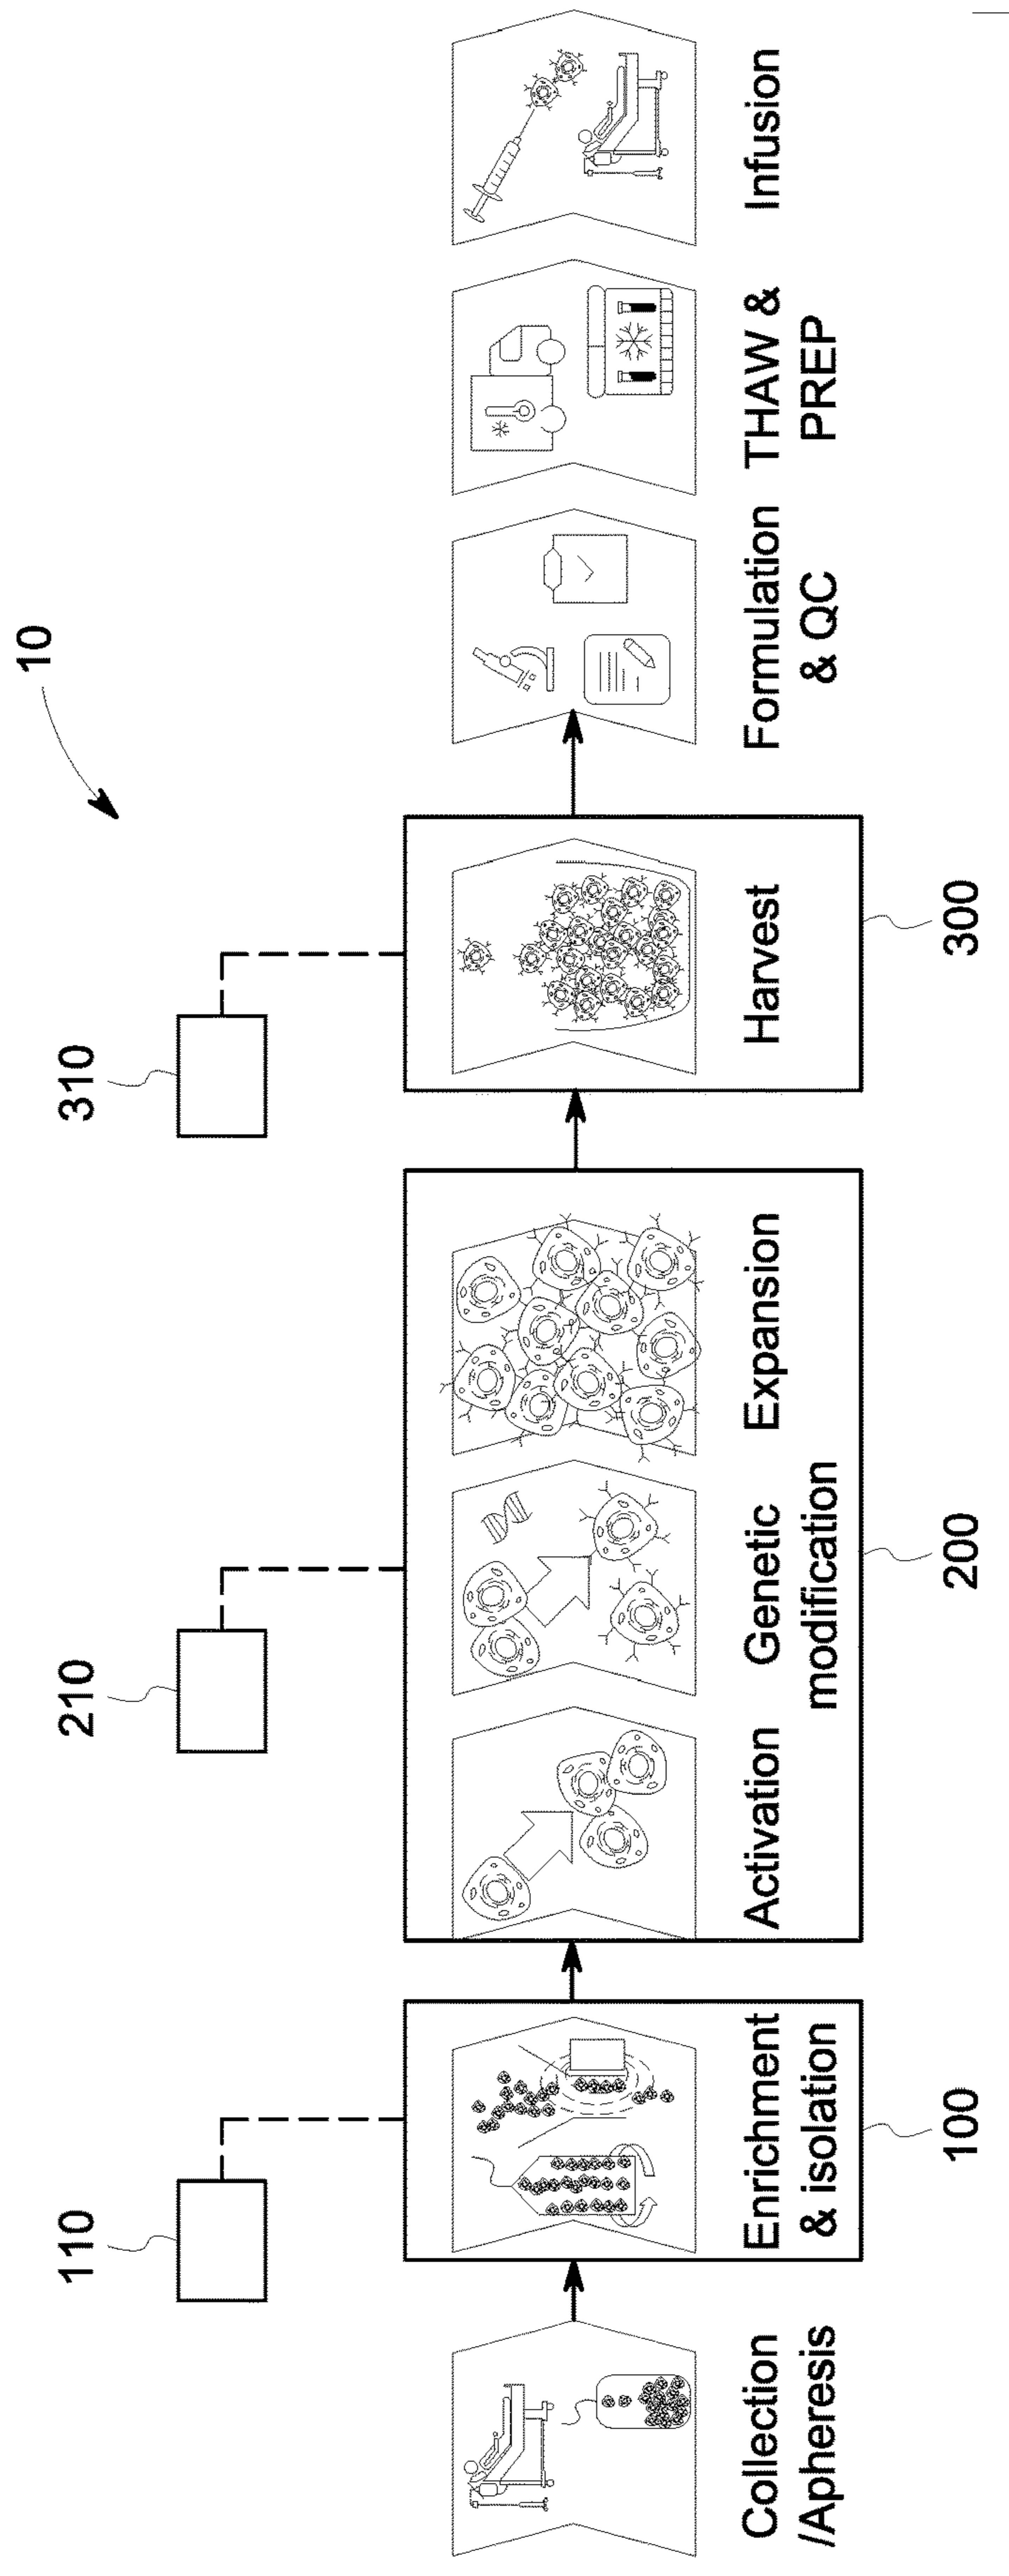 10
110
210
310
Collection
/Apheresis
Enrichment
& isolation
Activation
Genetic
modification
Expansion
Harvest
Formulation
& QC
THAW &
PREP
Infusion
100
200
300